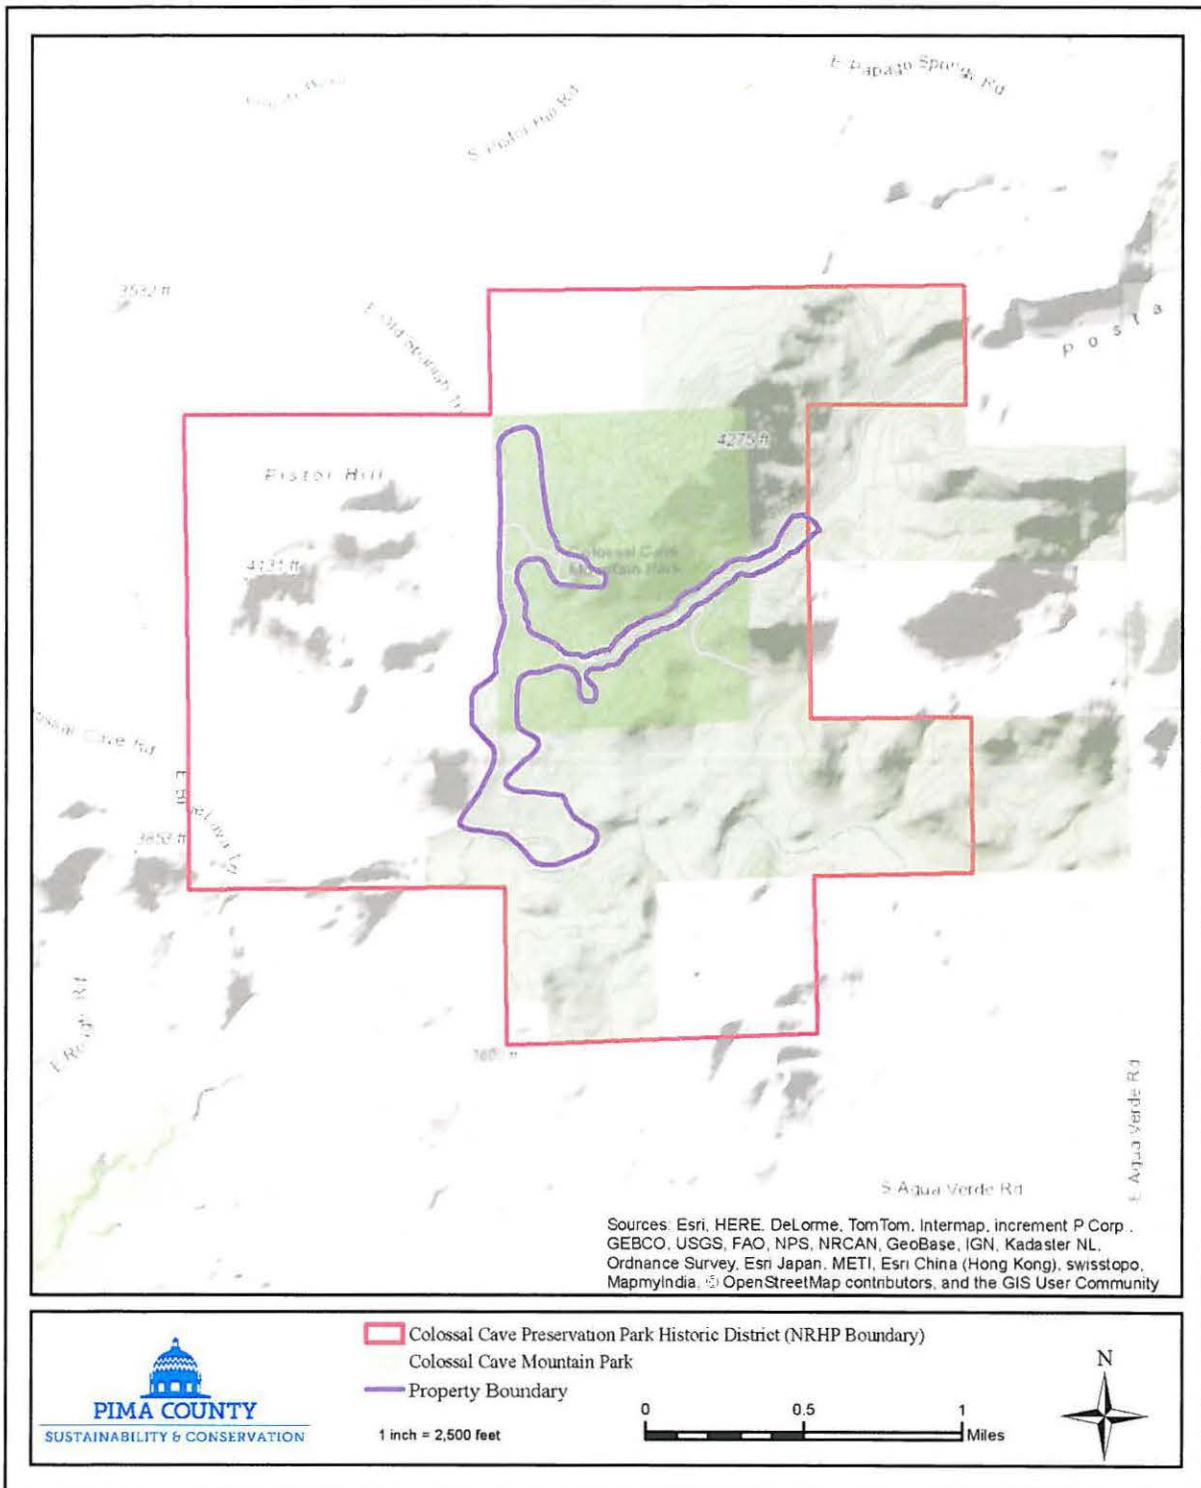 E Papago Springs Rd
S Pistol Hill Rd
3532 ft
E Old Spanish Trl
Posta
4275 ft
Pistol Hill
Colossal Cave
Mountain Park
4131 ft
Cave Rd
3853 ft
Rd
S Agua Verde Rd
E Agua Verde Rd
Sources: Esri, HERE, DeLorme, TomTom, Intermap, increment P Corp.,
GEBCO, USGS, FAO, NPS, NRCAN, GeoBase, IGN, Kadaster NL,
Ordnance Survey, Esri Japan, METI, Esri China (Hong Kong), swisstopo,
MapmyIndia, © OpenStreetMap contributors, and the GIS User Community
Colossal Cave Preservation Park Historic District (NRHP Boundary)
Colossal Cave Mountain Park
Property Boundary
1 inch = 2,500 feet
0 0.5 1
Miles
N
PIMA COUNTY
SUSTAINABILITY & CONSERVATION